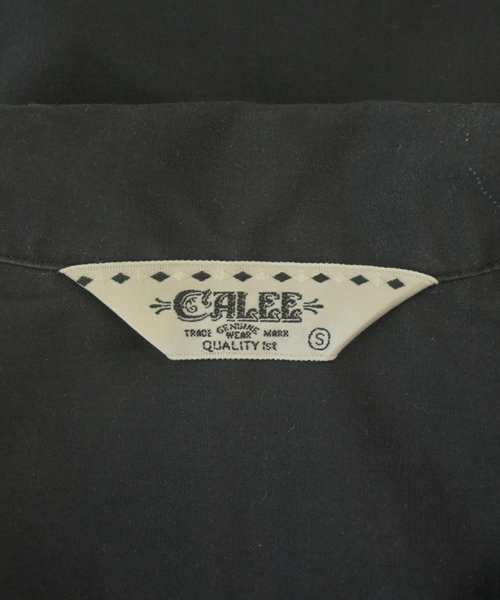 CALEE
TRADE GENUINE WEAR MARK
QUALITY 1st
S